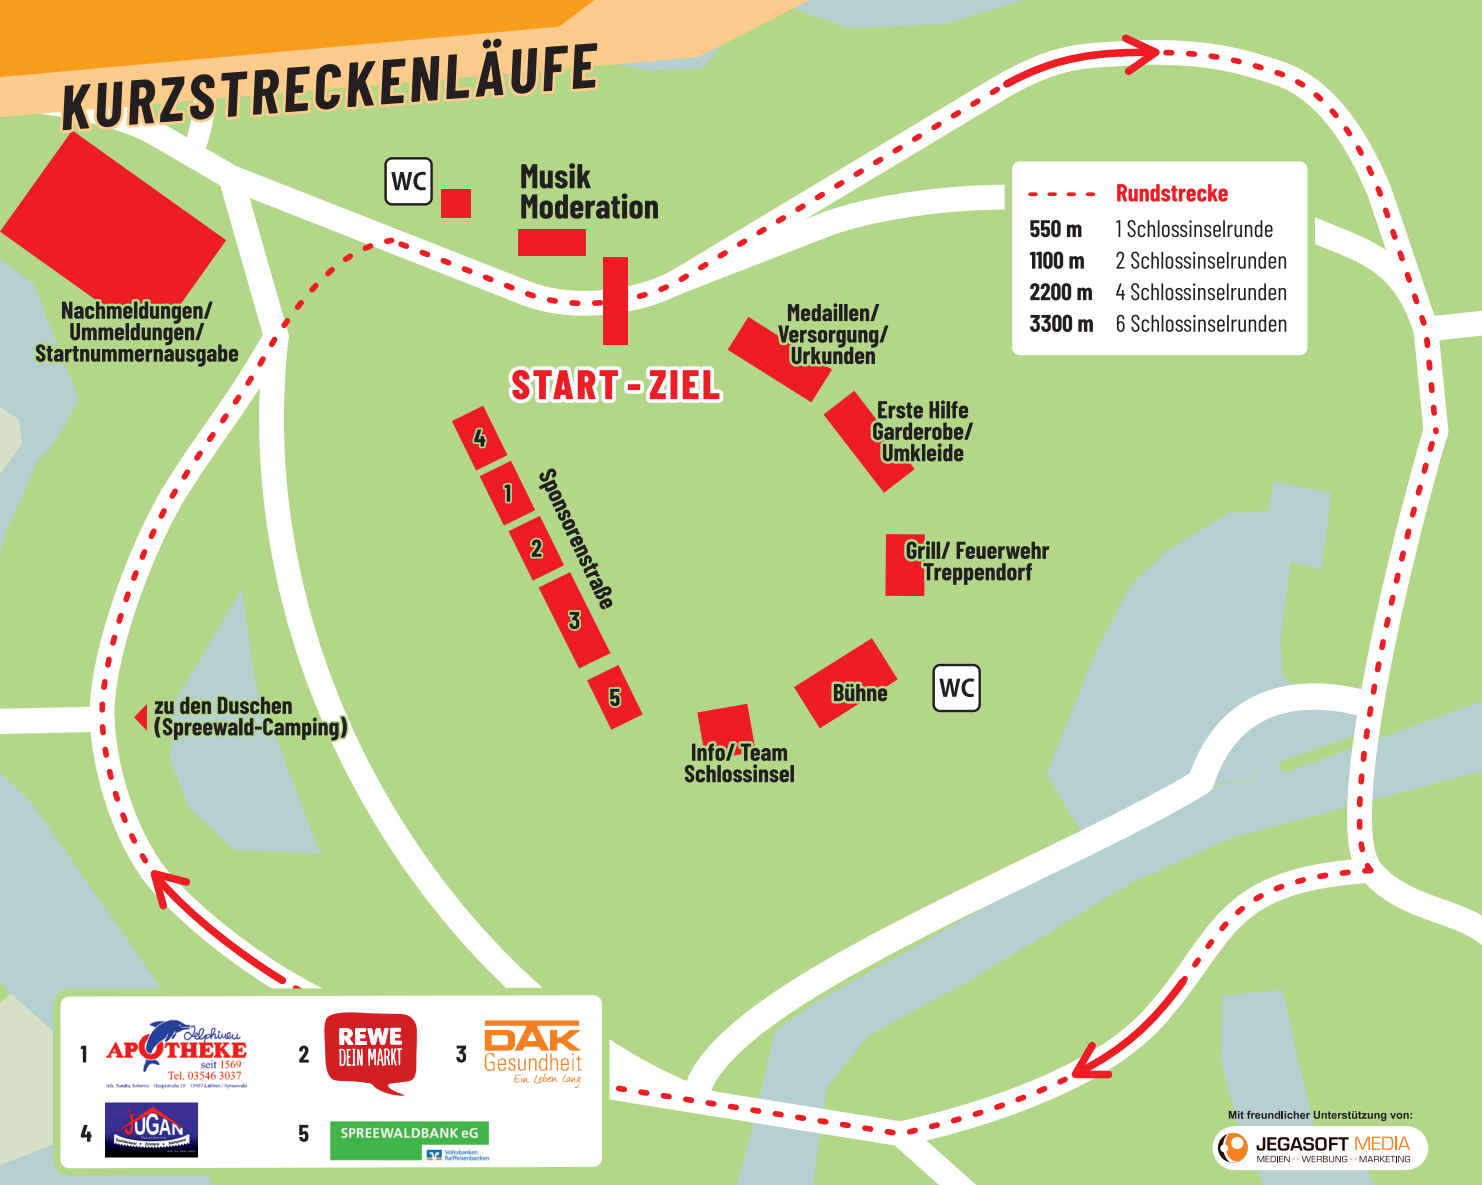 KURZSTRECKENLÄUFE
WC
Musik
Moderation
Rundstrecke
550 m 1 Schlossinselrunde
1100 m 2 Schlossinselrunden
2200 m 4 Schlossinselrunden
3300 m 6 Schlossinselrunden
Nachmeldungen/
Ummeldungen/
Startnummernausgabe
Medaillen/
Versorgung/
Urkunden
START - ZIEL
Erste Hilfe
Garderobe/
Umkleide
4
1
2
3
5
Sponsorenstraße
Grill/ Feuerwehr
Treppendorf
Bühne
WC
zu den Duschen
(Spreewald-Camping)
Info/ Team
Schlossinsel
1
Delphinen
APOTHEKE
seit 1569
Tel. 03546 3037
2
REWE
DEIN MARKT
3
DAK
Gesundheit
Ein Leben lang
4
JUGAN
5
SPREEWALDBANK eG
Volksbanken
Raiffeisenbanken
Mit freundlicher Unterstützung von:
JEGASOFT MEDIA
MEDIEN <> WERBUNG <> MARKETING